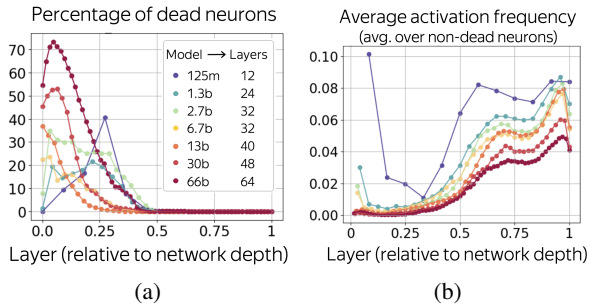 Percentage of dead neurons
70
60
50
40
30
20
10
0
0.0 0.25 0.5 0.75 1
Layer (relative to network depth)
Model → Layers
125m 12
1.3b 24
2.7b 32
6.7b 32
13b 40
30b 48
66b 64
(a)
Average activation frequency
(avg. over non-dead neurons)
0.10
0.08
0.06
0.04
0.02
0.00
0 0.25 0.5 0.75 1
Layer (relative to network depth)
(b)